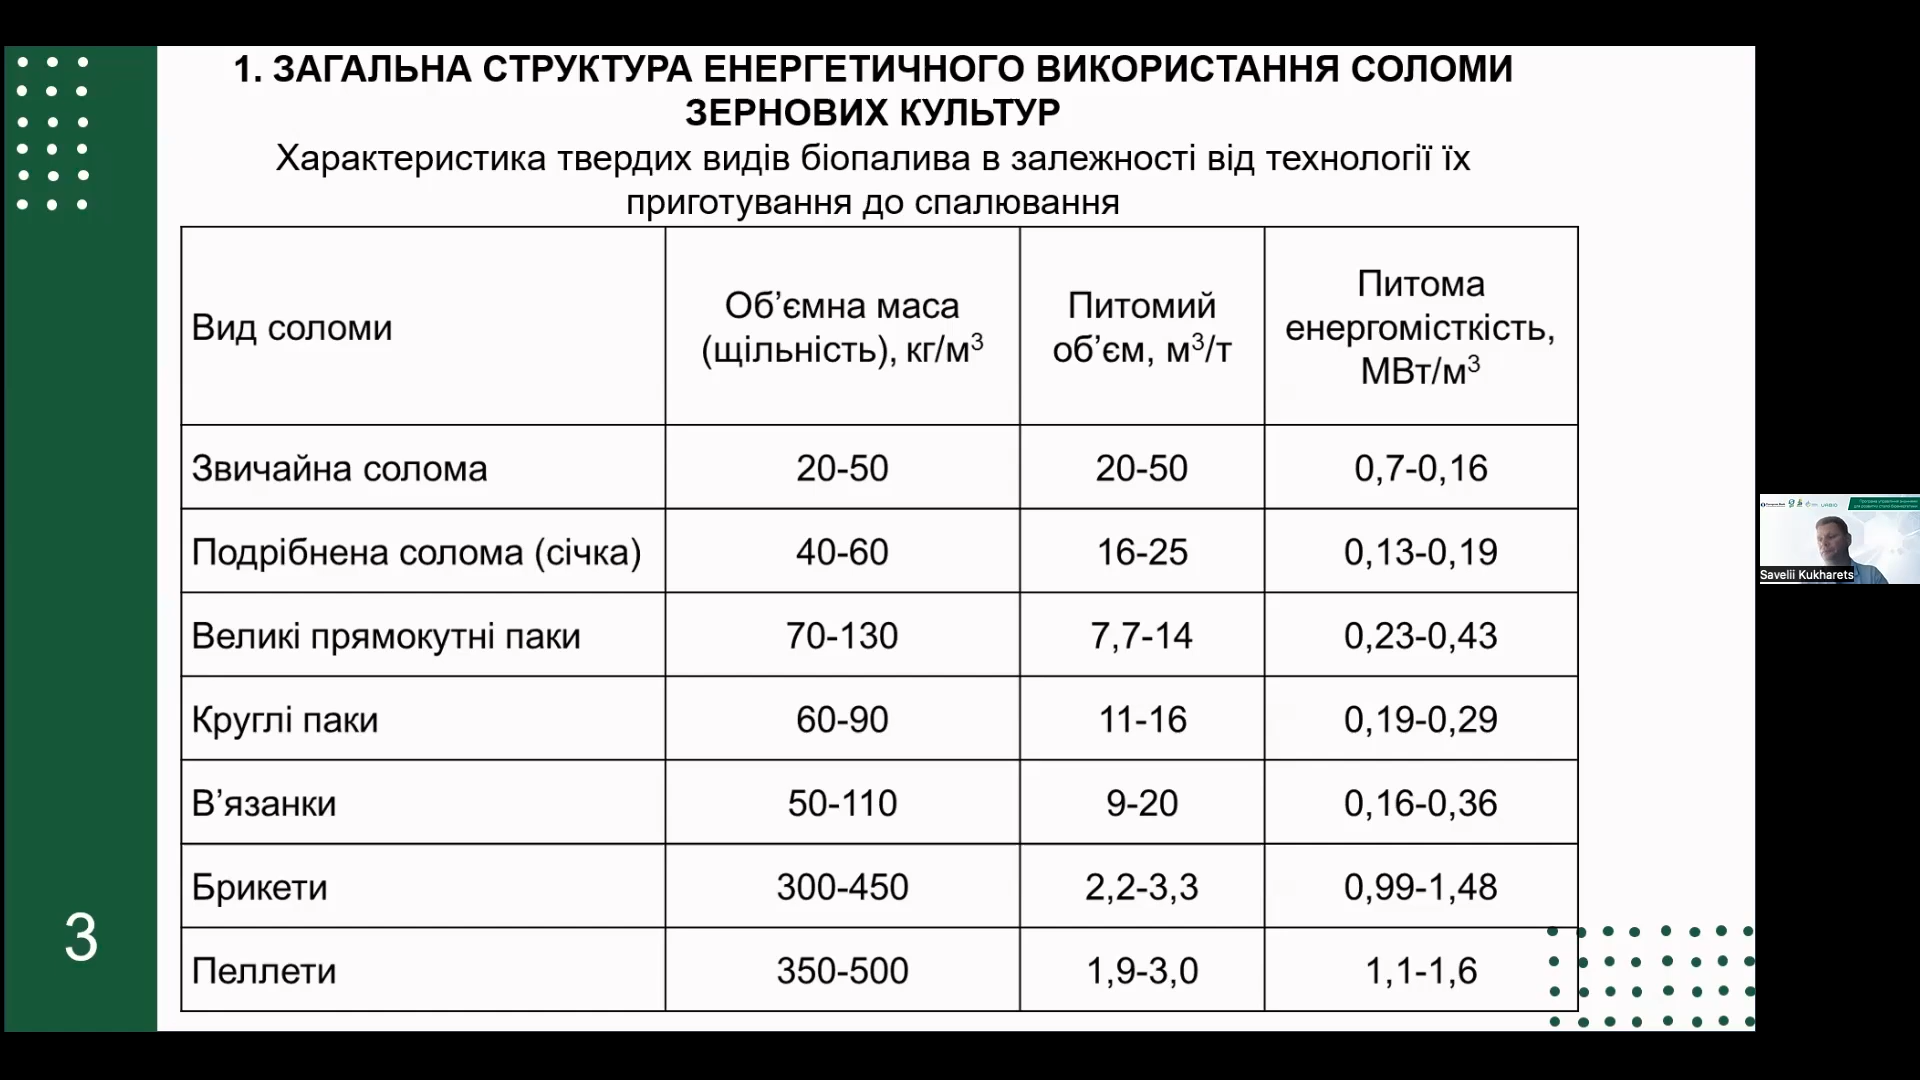 1. ЗАГАЛЬНА СТРУКТУРА ЕНЕРГЕТИЧНОГО ВИКОРИСТАННЯ СОЛОМИ
ЗЕРНОВИХ КУЛЬТУР
Характеристика твердих видів біопалива в залежності від технології їх
приготування до спалювання
Вид соломи
Об’ємна маса
(щільність), кг/м³
Питомий
об’єм, м³/т
Питома
енергомісткість,
МВт/м³
Звичайна солома 20-50 20-50 0,7-0,16
Подрібнена солома (січка) 40-60 16-25 0,13-0,19
Великі прямокутні паки 70-130 7,7-14 0,23-0,43
Круглі паки 60-90 11-16 0,19-0,29
В’язанки 50-110 9-20 0,16-0,36
Брикети 300-450 2,2-3,3 0,99-1,48
Пеллети 350-500 1,9-3,0 1,1-1,6
3
Savelii Kukharets